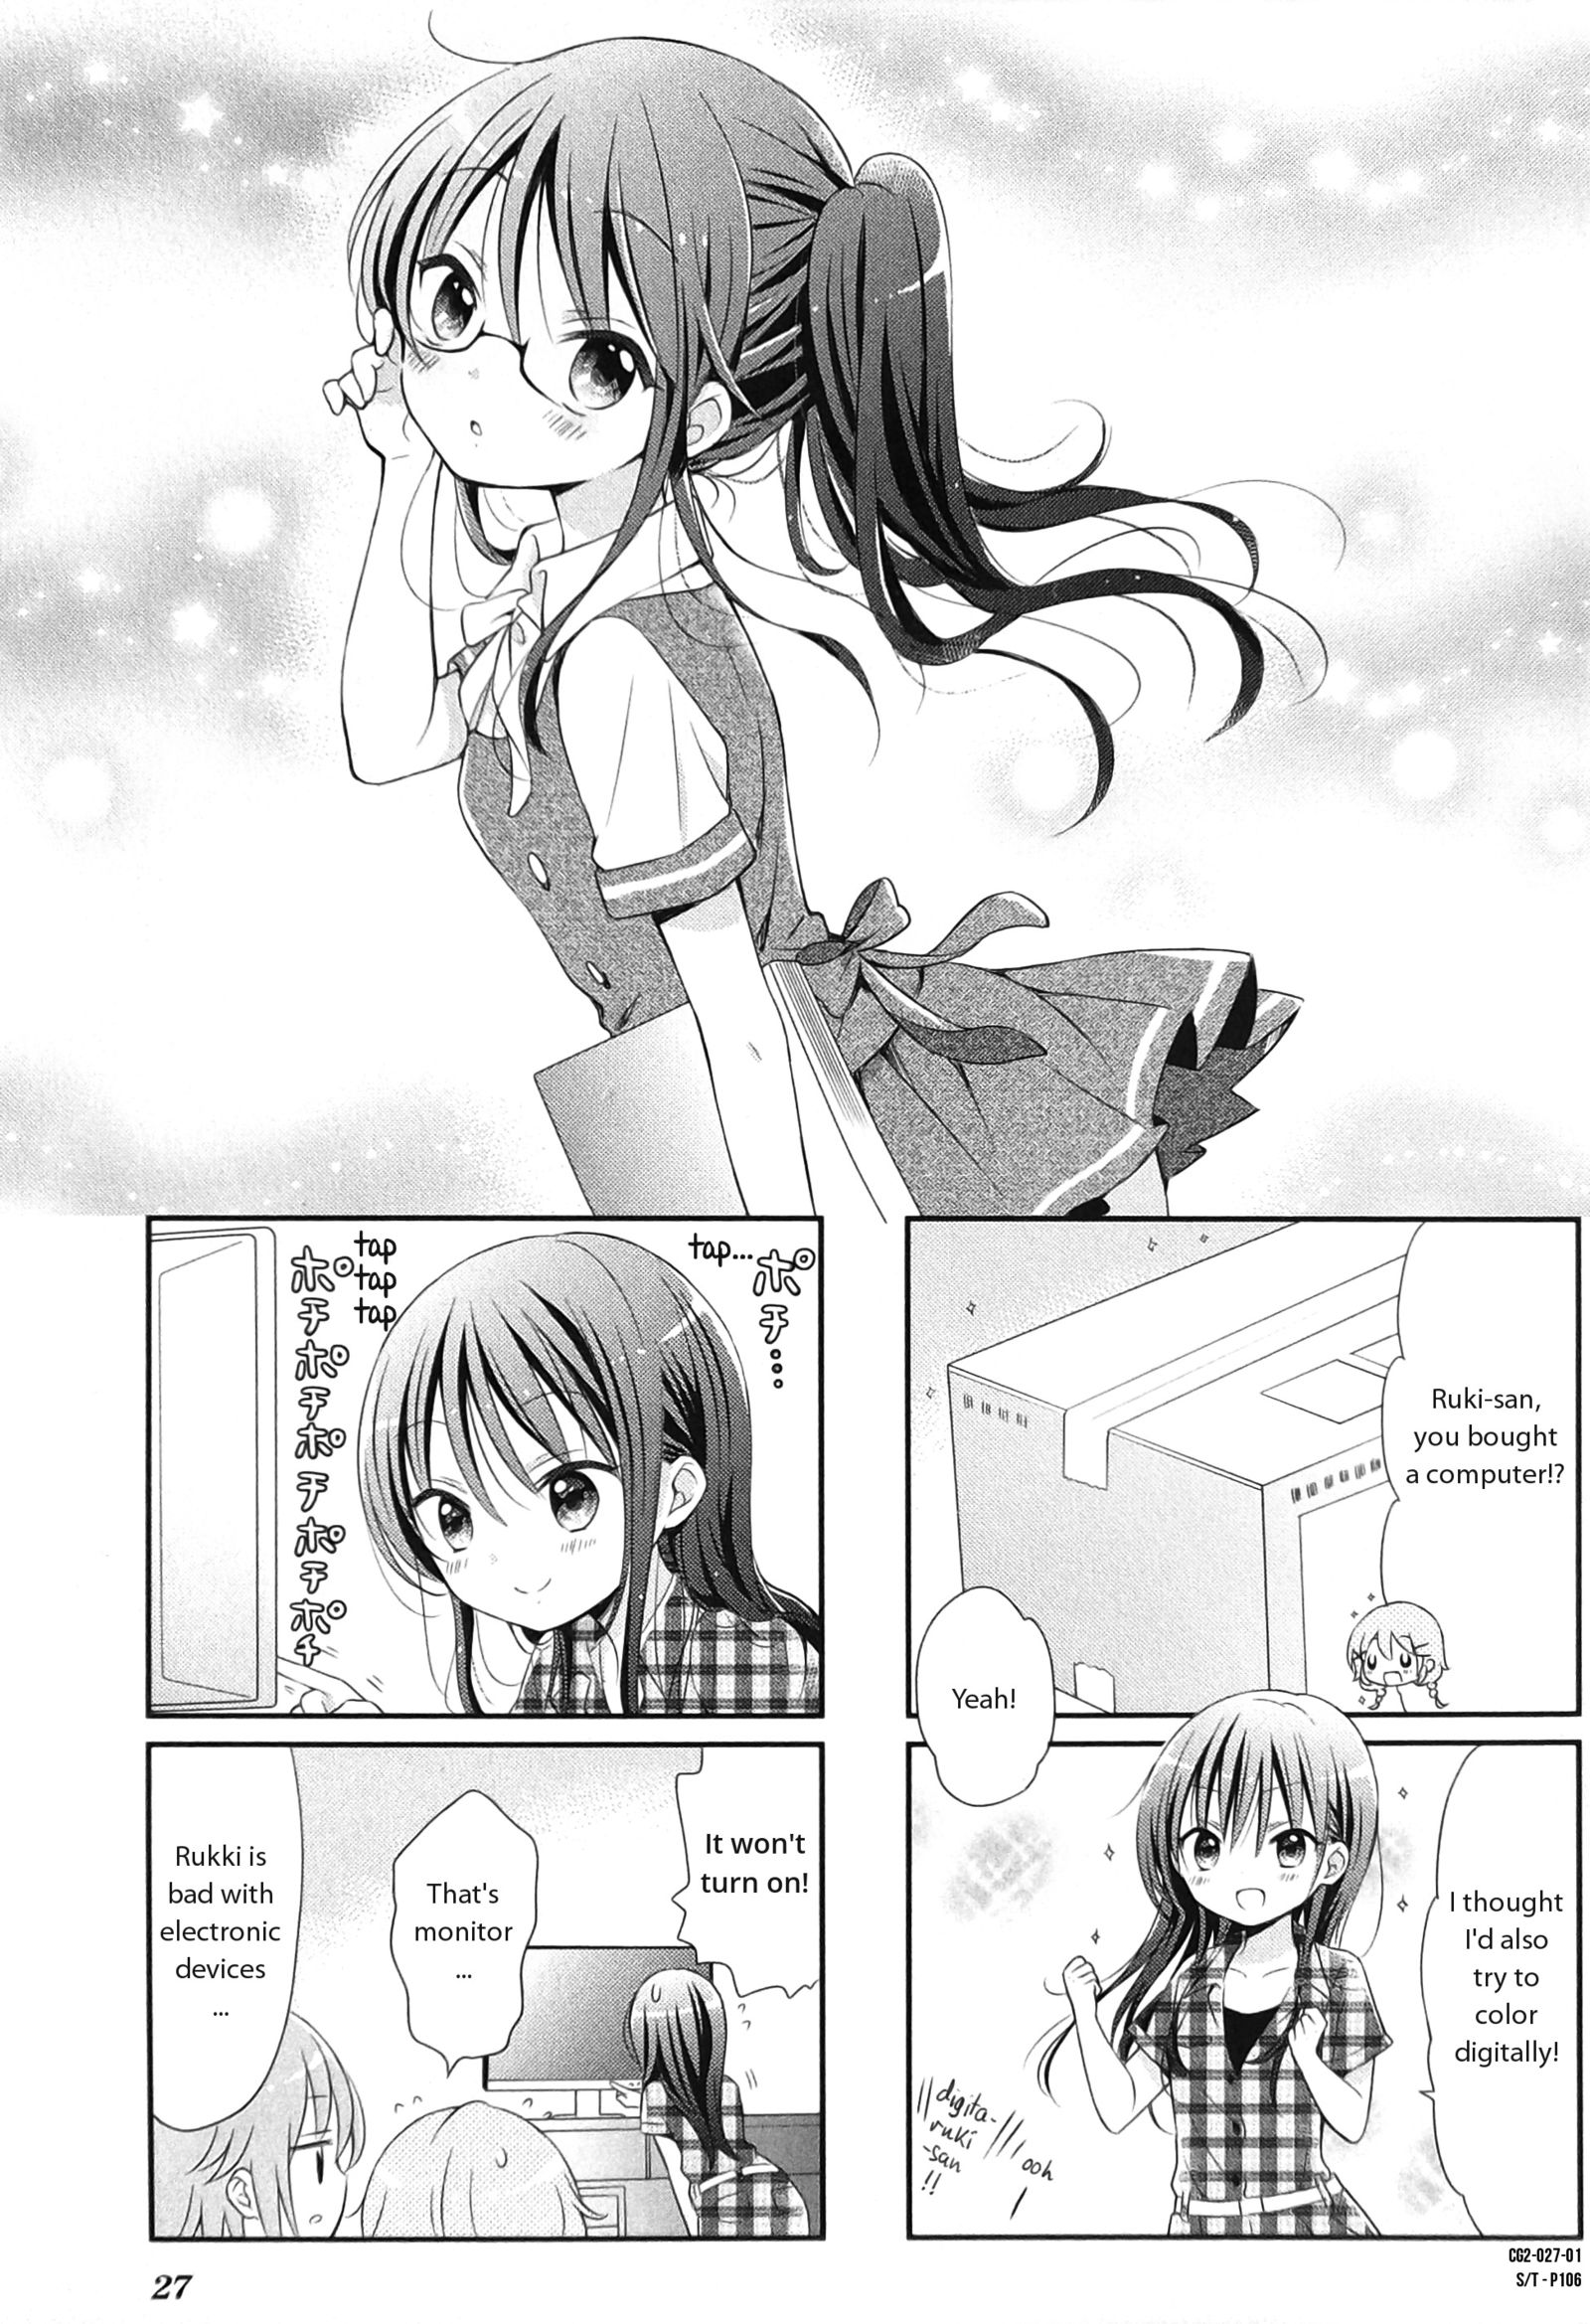 Ruki-san,
you bought
a computer!?
Yeah!
I thought
I'd also
try to
color
digitally!
digita-
ruki
-san
!!
ooh
ポチ…
tap...
tap
tap
tap
ポチポチポチポチポチ
It won't
turn on!
That's
monitor
...
Rukki is
bad with
electronic
devices
...
27
CG2-027-01
S/T - P106